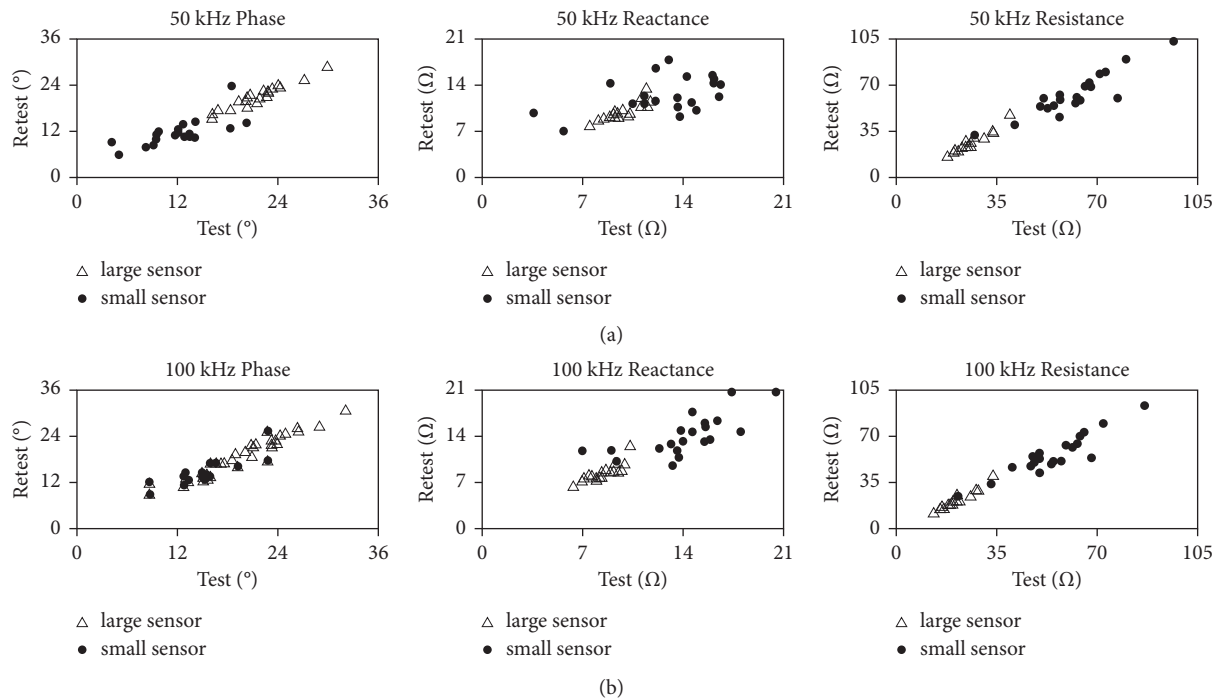 50 kHz Phase
36
24
12
0
Retest (°)
0 12 24 36
Test (°)
large sensor
small sensor
50 kHz Reactance
21
14
7
0
Retest (Ω)
0 7 14 21
Test (Ω)
large sensor
small sensor
50 kHz Resistance
105
70
35
0
Retest (Ω)
0 35 70 105
Test (Ω)
large sensor
small sensor
(a)
100 kHz Phase
36
24
12
0
Retest (°)
0 12 24 36
Test (°)
large sensor
small sensor
100 kHz Reactance
21
14
7
0
Retest (Ω)
0 7 14 21
Test (Ω)
large sensor
small sensor
100 kHz Resistance
105
70
35
0
Retest (Ω)
0 35 70 105
Test (Ω)
large sensor
small sensor
(b)